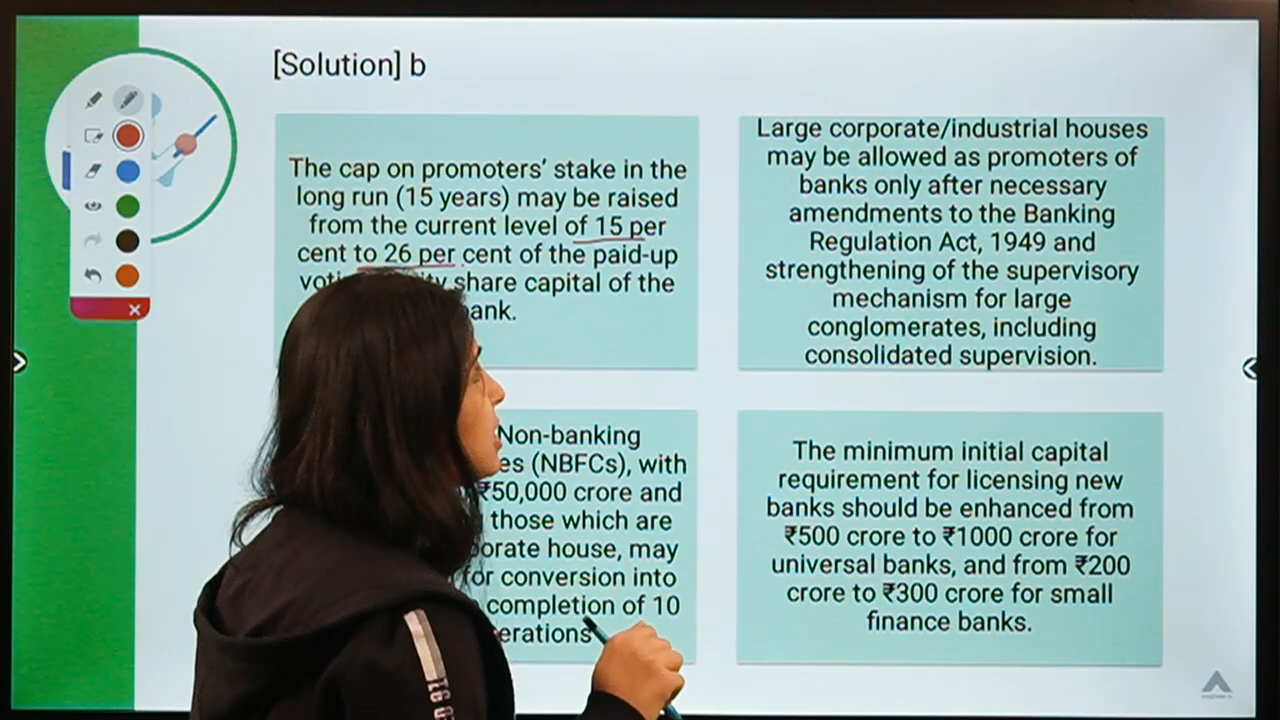 [Solution] b
The cap on promoters' stake in the
long run (15 years) may be raised
from the current level of 15 per
cent to 26 per cent of the paid-up
share capital of the
Large corporate/industrial houses
may be allowed as promoters of
banks only after necessary
amendments to the Banking
Regulation Act, 1949 and
strengthening of the supervisory
mechanism for large
conglomerates, including
consolidated supervision.
Non-banking
(NBFCs), with
₹50,000 crore and
those which are
house, may
for conversion into
completion of 10
The minimum initial capital
requirement for licensing new
banks should be enhanced from
₹500 crore to ₹1000 crore for
universal banks, and from ₹200
crore to ₹300 crore for small
finance banks.